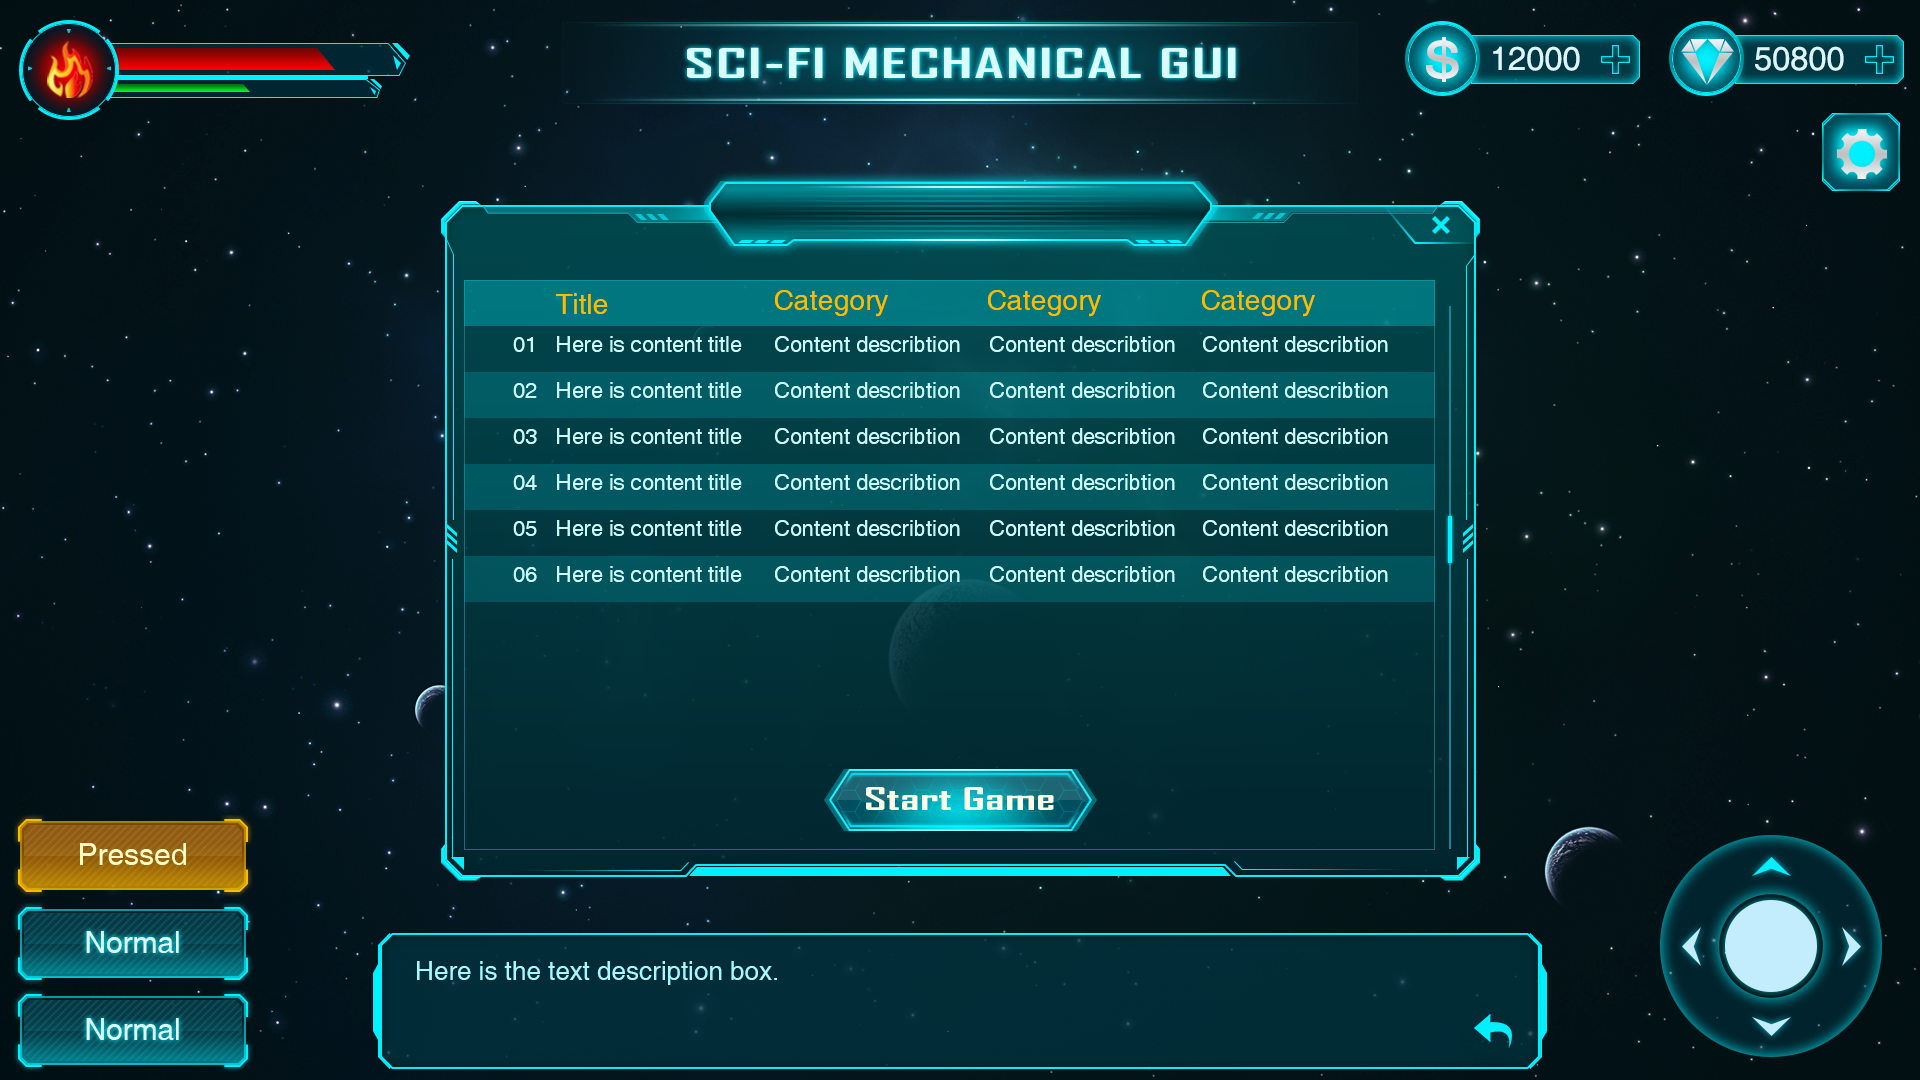 SCI-FI MECHANICAL GUI
$ 12000
50800
×
Title Category Category Category
01 Here is content title Content describtion Content describtion Content describtion
02 Here is content title Content describtion Content describtion Content describtion
03 Here is content title Content describtion Content describtion Content describtion
04 Here is content title Content describtion Content describtion Content describtion
05 Here is content title Content describtion Content describtion Content describtion
06 Here is content title Content describtion Content describtion Content describtion
Start Game
Pressed
Normal
Normal
Here is the text description box.